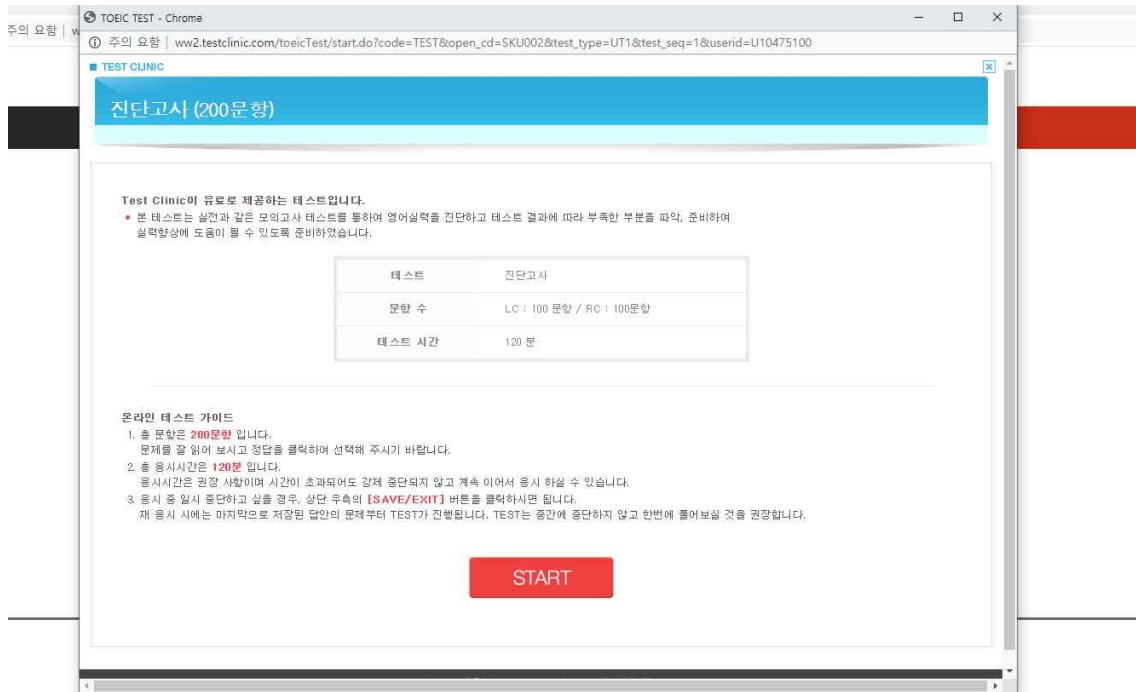 TOEIC TEST - Chrome
주의 요함
주의 요함 | ww2.testclinic.com/toeicTest/start.do?code=TEST&open_cd=SKU002&test_type=UT1&test_seq=1&userid=U10475100
TEST CLINIC
진단고사 (200문항)
Test Clinic이 유료로 제공하는 테스트입니다.
본 테스트는 실전과 같은 모의고사 테스트를 통하여 영어실력을 진단하고 테스트 결과에 따라 부족한 부분을 파악, 준비하여
실력향상에 도움이 될 수 있도록 준비하였습니다.
테스트 진단고사
문항 수 LC : 100 문항 / RC : 100문항
테스트 시간 120 분
온라인 테스트 가이드
1. 총 문항은 200문항 입니다.
문제를 잘 읽어 보시고 정답을 클릭하여 선택해 주시기 바랍니다.
2. 총 응시시간은 120분 입니다.
응시시간은 권장 사항이며 시간이 초과되어도 강제 중단되지 않고 계속 이어서 응시 하실 수 있습니다.
3. 응시 중 일시 중단하고 싶을 경우, 상단 우측의 [SAVE/EXIT] 버튼을 클릭하시면 됩니다.
재 응시 시에는 마지막으로 저장된 답안의 문제부터 TEST가 진행됩니다. TEST는 중간에 중단하지 않고 한번에 풀어보실 것을 권장합니다.
START